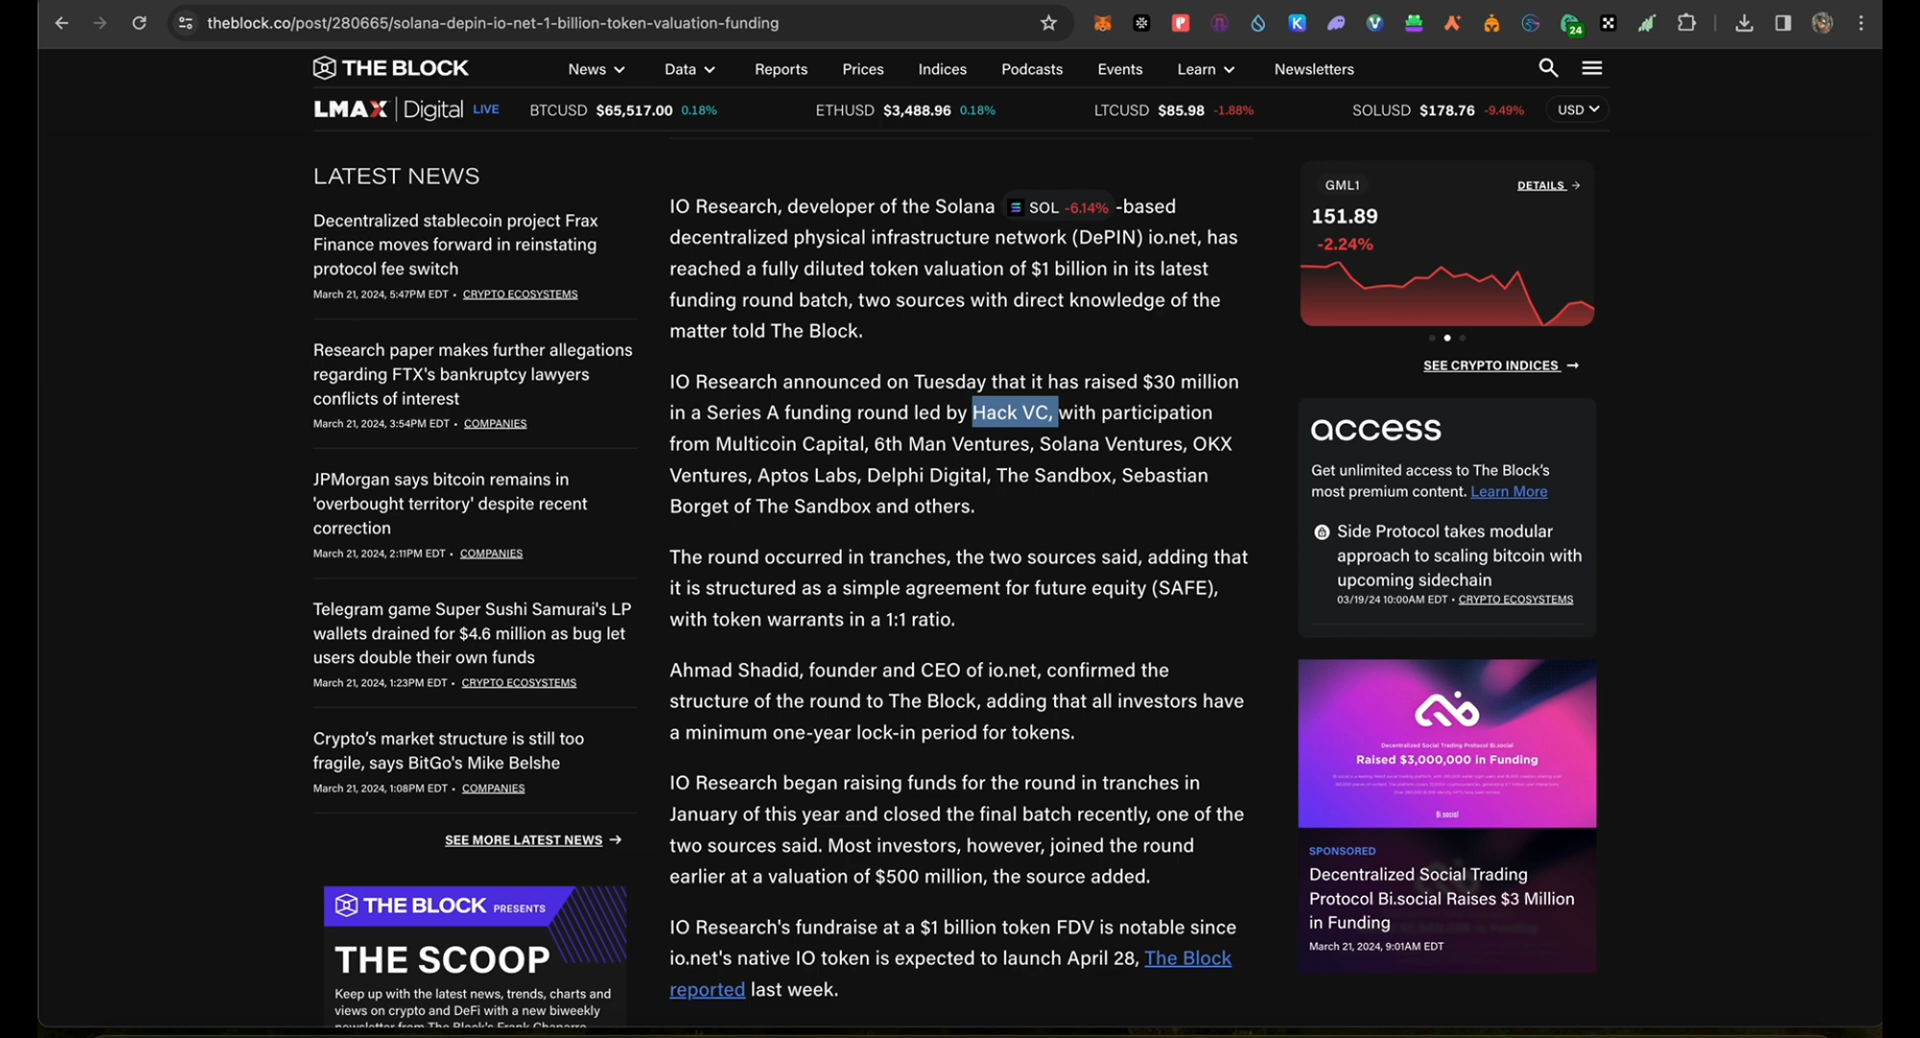 theblock.co/post/280665/solana-depin-io-net-1-billion-token-valuation-funding
24
THE BLOCK
News
Data
Reports
Prices
Indices
Podcasts
Events
Learn
Newsletters
LMAX Digital LIVE
BTCUSD $65,517.00 0.18%
ETHUSD $3,488.96 0.18%
LTCUSD $85.98 -1.88%
SOLUSD $178.76 -9.49%
USD
LATEST NEWS
Decentralized stablecoin project Frax
Finance moves forward in reinstating
protocol fee switch
March 21, 2024, 5:47PM EDT • CRYPTO ECOSYSTEMS
Research paper makes further allegations
regarding FTX's bankruptcy lawyers
conflicts of interest
March 21, 2024, 3:54PM EDT • COMPANIES
JPMorgan says bitcoin remains in
'overbought territory' despite recent
correction
March 21, 2024, 2:11PM EDT • COMPANIES
Telegram game Super Sushi Samurai's LP
wallets drained for $4.6 million as bug let
users double their own funds
March 21, 2024, 1:23PM EDT • CRYPTO ECOSYSTEMS
Crypto’s market structure is still too
fragile, says BitGo's Mike Belshe
March 21, 2024, 1:08PM EDT • COMPANIES
SEE MORE LATEST NEWS →
THE BLOCK PRESENTS
THE SCOOP
Keep up with the latest news, trends, charts and
views on crypto and DeFi with a new biweekly
newsletter from The Block's Frank Chaparro
IO Research, developer of the Solana SOL -6.14% -based
decentralized physical infrastructure network (DePIN) io.net, has
reached a fully diluted token valuation of $1 billion in its latest
funding round batch, two sources with direct knowledge of the
matter told The Block.
IO Research announced on Tuesday that it has raised $30 million
in a Series A funding round led by Hack VC, with participation
from Multicoin Capital, 6th Man Ventures, Solana Ventures, OKX
Ventures, Aptos Labs, Delphi Digital, The Sandbox, Sebastian
Borget of The Sandbox and others.
The round occurred in tranches, the two sources said, adding that
it is structured as a simple agreement for future equity (SAFE),
with token warrants in a 1:1 ratio.
Ahmad Shadid, founder and CEO of io.net, confirmed the
structure of the round to The Block, adding that all investors have
a minimum one-year lock-in period for tokens.
IO Research began raising funds for the round in tranches in
January of this year and closed the final batch recently, one of the
two sources said. Most investors, however, joined the round
earlier at a valuation of $500 million, the source added.
IO Research's fundraise at a $1 billion token FDV is notable since
io.net's native IO token is expected to launch April 28, The Block
reported last week.
GML1
DETAILS →
151.89
-2.24%
SEE CRYPTO INDICES →
access
Get unlimited access to The Block’s
most premium content. Learn More
Side Protocol takes modular
approach to scaling bitcoin with
upcoming sidechain
03/19/24 10:00AM EDT • CRYPTO ECOSYSTEMS
Decentralized Social Trading Protocol Bi.social
Raised $3,000,000 in Funding
Bi.social
SPONSORED
Decentralized Social Trading
Protocol Bi.social Raises $3 Million
in Funding
March 21, 2024, 9:01AM EDT